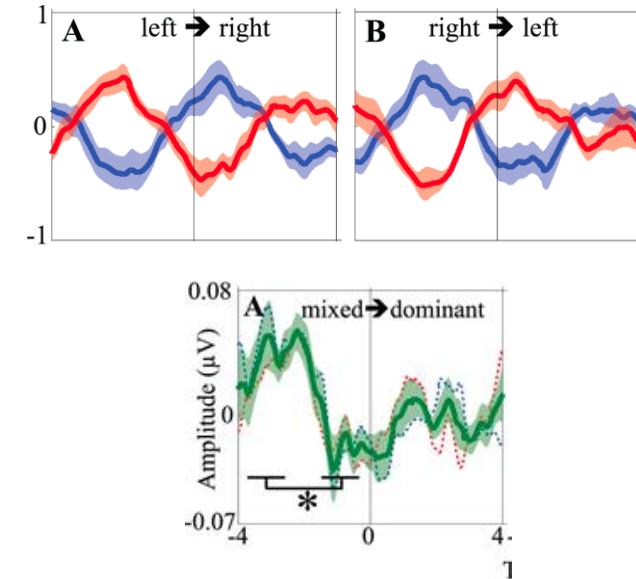 1
A
left ➔ right
B
right ➔ left
0
-1
0.08
A
mixed➔dominant
Amplitude (µV)
0
*
-0.07
-4
0
4